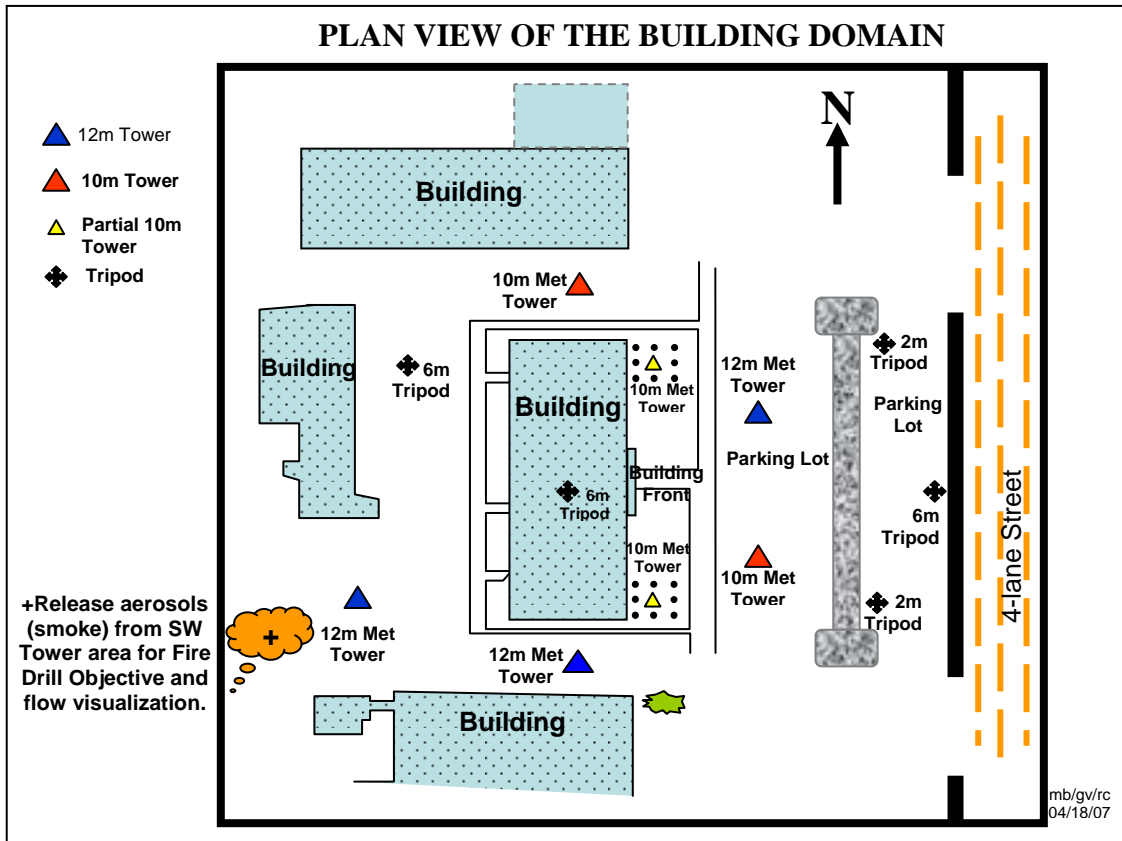 PLAN VIEW OF THE BUILDING DOMAIN
12m Tower
10m Tower
Partial 10m
Tower
Tripod
N
Building
10m Met
Tower
Building
6m
Tripod
Building
10m Met
Tower
12m Met
Tower
2m
Tripod
Parking
Lot
Parking Lot
Building
Front
6m
Tripod
6m
Tripod
4-lane Street
10m Met
Tower
10m Met
Tower
2m
Tripod
+Release aerosols
(smoke) from SW
Tower area for Fire
Drill Objective and
flow visualization.
+
12m Met
Tower
12m Met
Tower
Building
mb/gv/rc
04/18/07